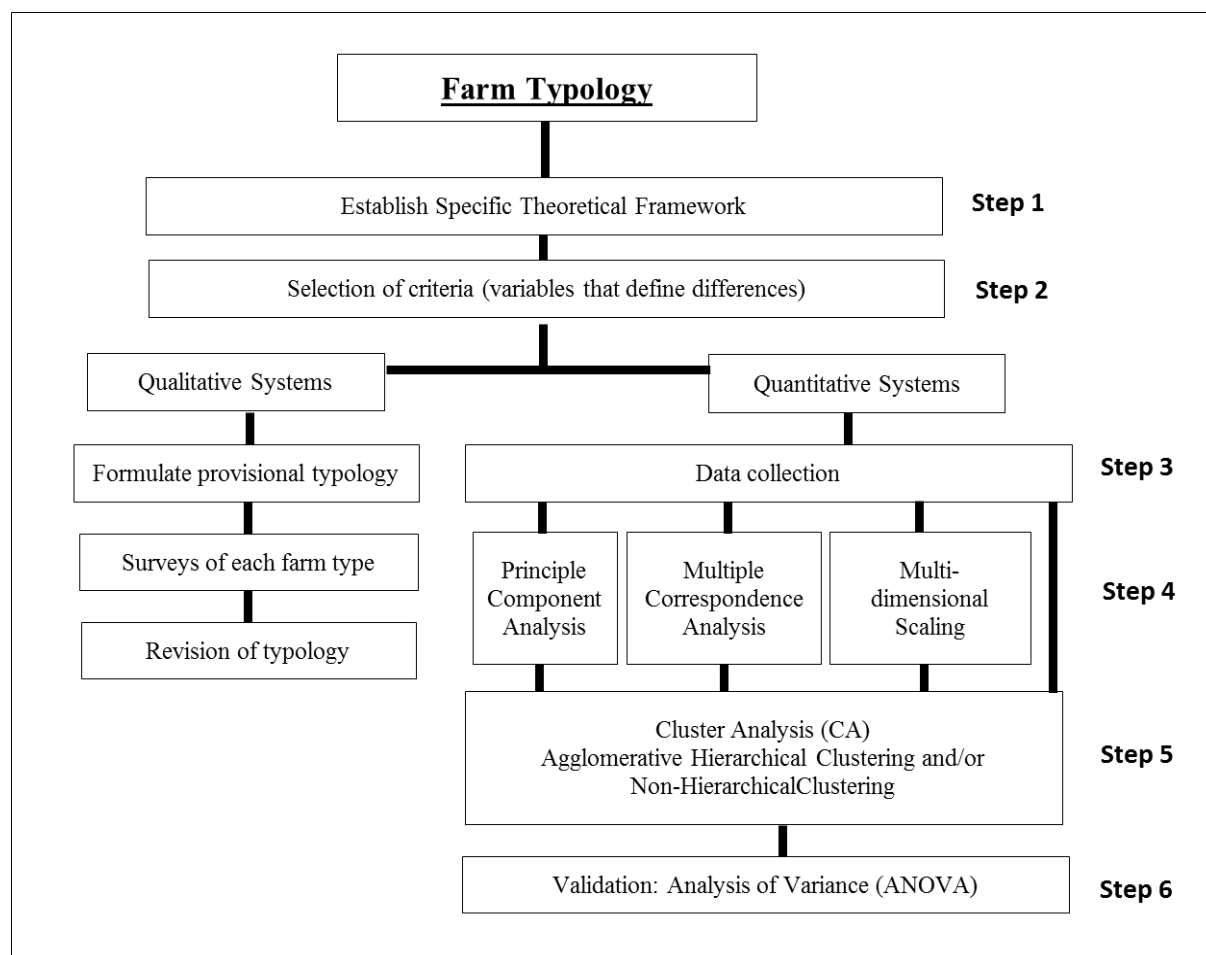 Farm Typology
Establish Specific Theoretical Framework
Step 1
Selection of criteria (variables that define differences)
Step 2
Qualitative Systems
Quantitative Systems
Formulate provisional typology
Data collection
Step 3
Surveys of each farm type
Revision of typology
Principle
Component
Analysis
Multiple
Correspondence
Analysis
Multi-
dimensional
Scaling
Step 4
Cluster Analysis (CA)
Agglomerative Hierarchical Clustering and/or
Non-HierarchicalClustering
Step 5
Validation: Analysis of Variance (ANOVA)
Step 6